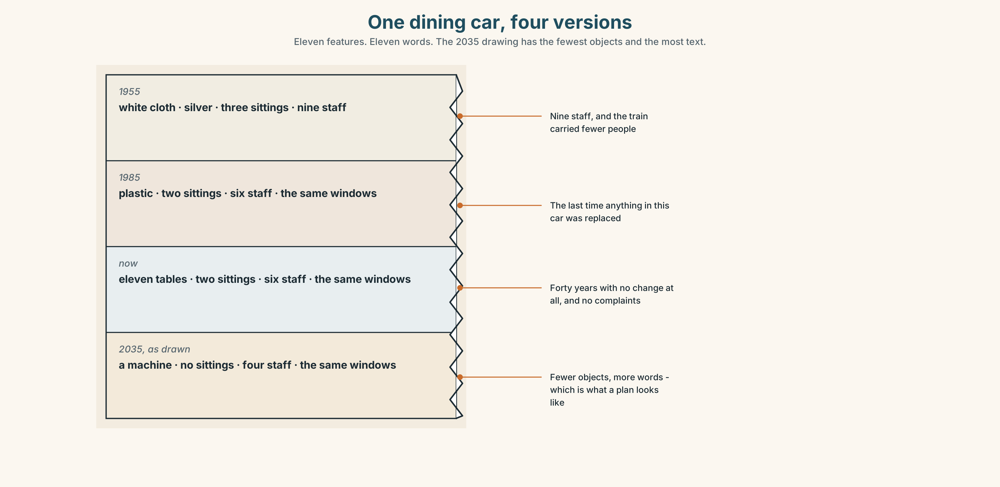 One dining car, four versions
Eleven features. Eleven words. The 2035 drawing has the fewest objects and the most text.
1955
white cloth · silver · three sittings · nine staff
Nine staff, and the train
carried fewer people
1985
plastic · two sittings · six staff · the same windows
The last time anything in this
car was replaced
now
eleven tables · two sittings · six staff · the same windows
Forty years with no change at
all, and no complaints
2035, as drawn
a machine · no sittings · four staff · the same windows
Fewer objects, more words -
which is what a plan looks
like